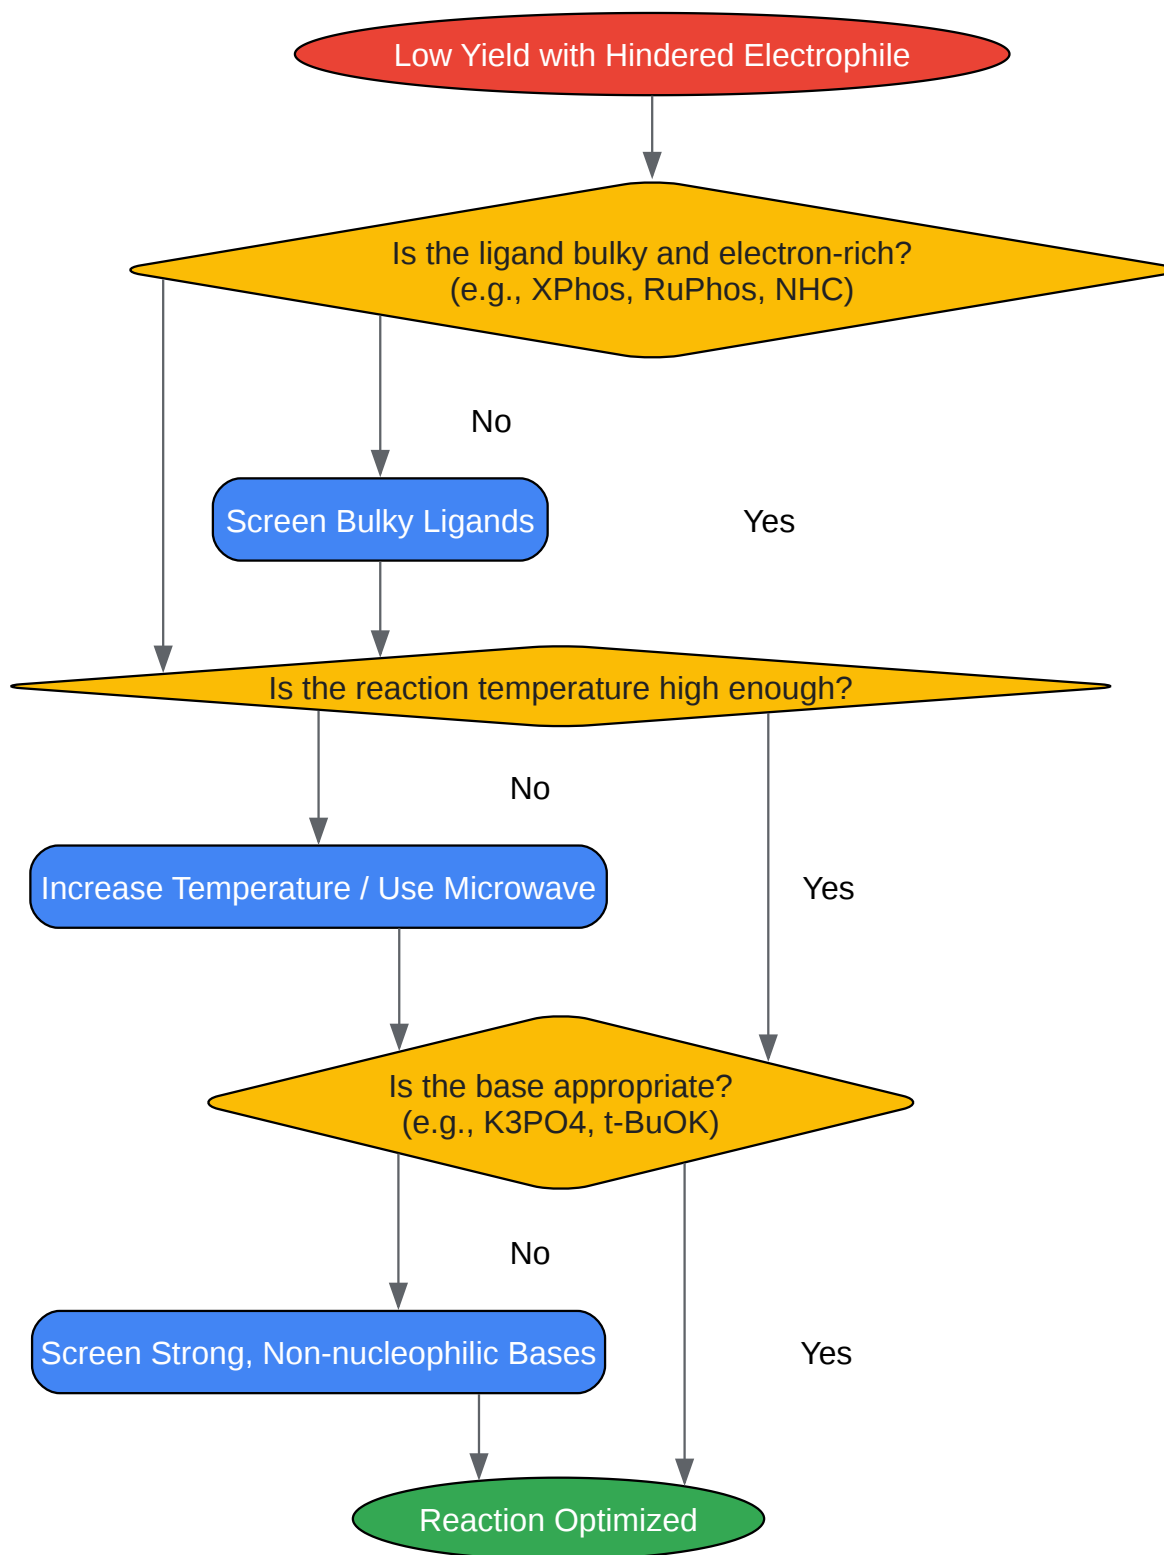 Low Yield with Hindered Electrophile
Is the ligand bulky and electron-rich?
(e.g., XPhos, RuPhos, NHC)
No
Screen Bulky Ligands
Yes
Is the reaction temperature high enough?
No
Increase Temperature / Use Microwave
Yes
Is the base appropriate?
(e.g., K3PO4, t-BuOK)
No
Screen Strong, Non-nucleophilic Bases
Yes
Reaction Optimized